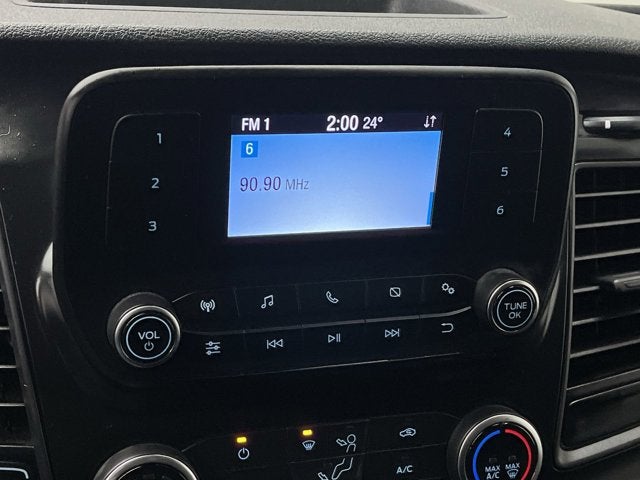 FM 1 2:00 24°
6
90.90 MHz
1
2
3
4
5
6
VOL
TUNE
OK
A/C
MAX
A/C
MAX